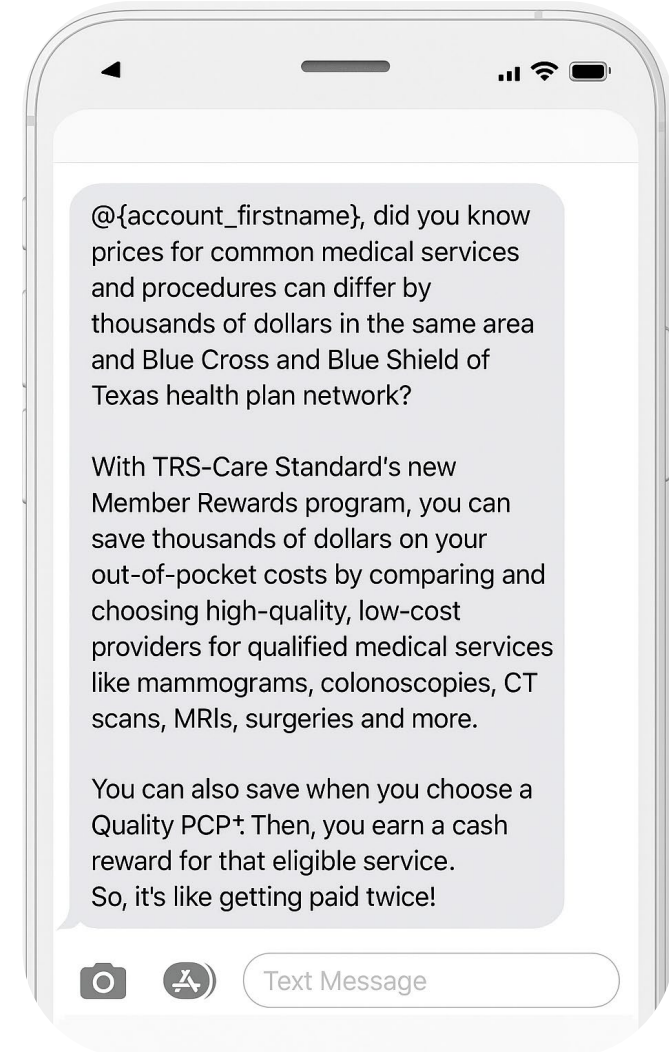 @{account_firstname}, did you know
prices for common medical services
and procedures can differ by
thousands of dollars in the same area
and Blue Cross and Blue Shield of
Texas health plan network?
With TRS-Care Standard's new
Member Rewards program, you can
save thousands of dollars on your
out-of-pocket costs by comparing and
choosing high-quality, low-cost
providers for qualified medical services
like mammograms, colonoscopies, CT
scans, MRIs, surgeries and more.
You can also save when you choose a
Quality PCP†. Then, you earn a cash
reward for that eligible service.
So, it's like getting paid twice!
Text Message